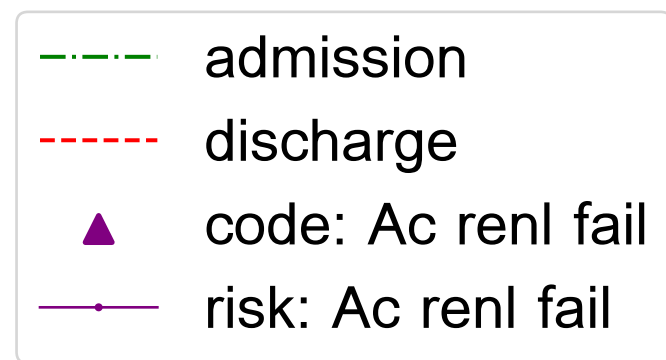 admission
discharge
code: Ac renl fail
risk: Ac renl fail